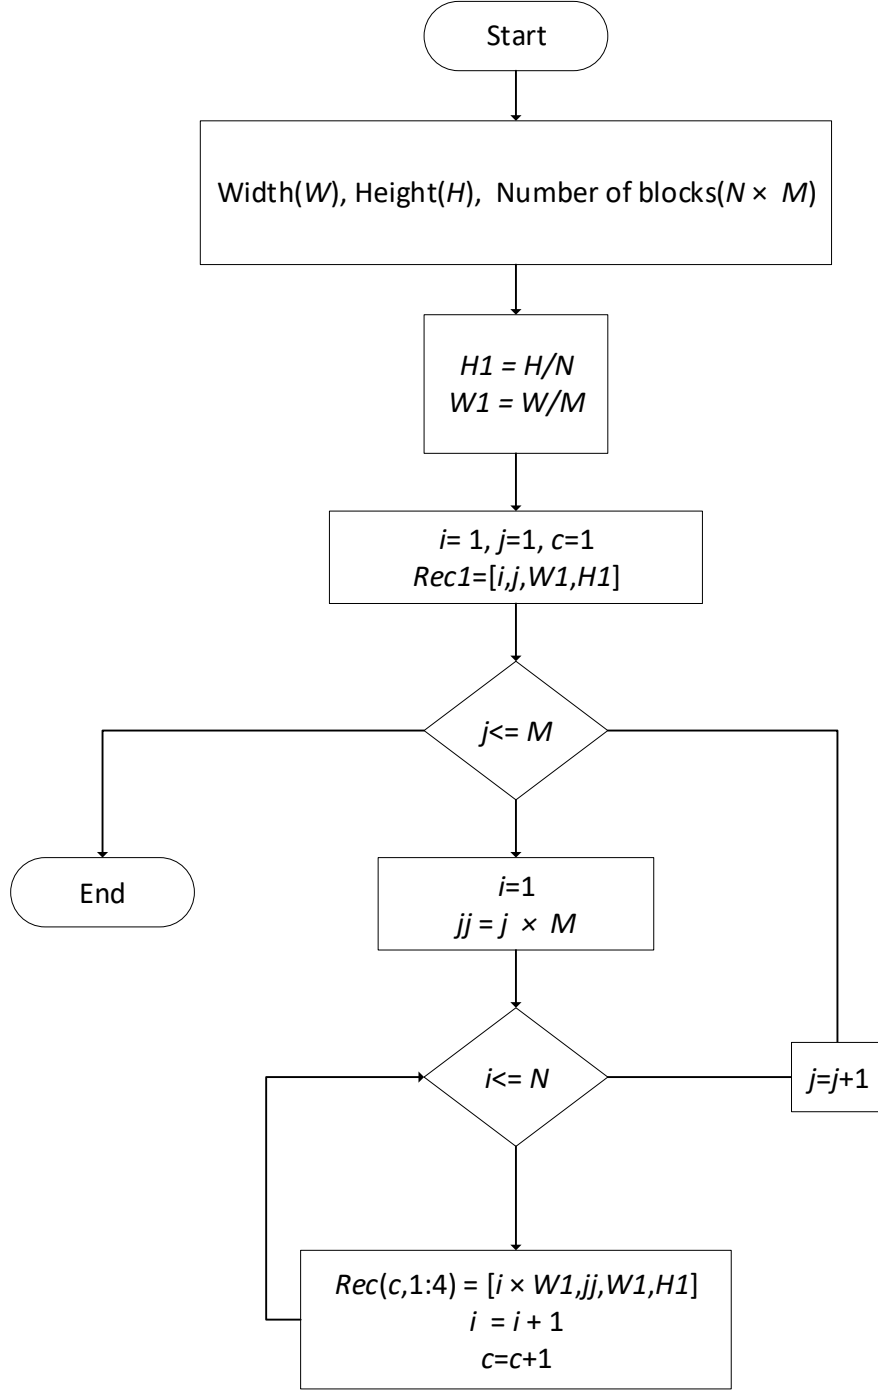 Start
Width(W), Height(H), Number of blocks(N × M)
H1 = H/N
W1 = W/M
i= 1, j=1, c=1
Rec1=[i,j,W1,H1]
j<= M
End
i=1
jj = j × M
i<= N
j=j+1
Rec(c,1:4) = [i × W1,jj,W1,H1]
i = i + 1
c=c+1